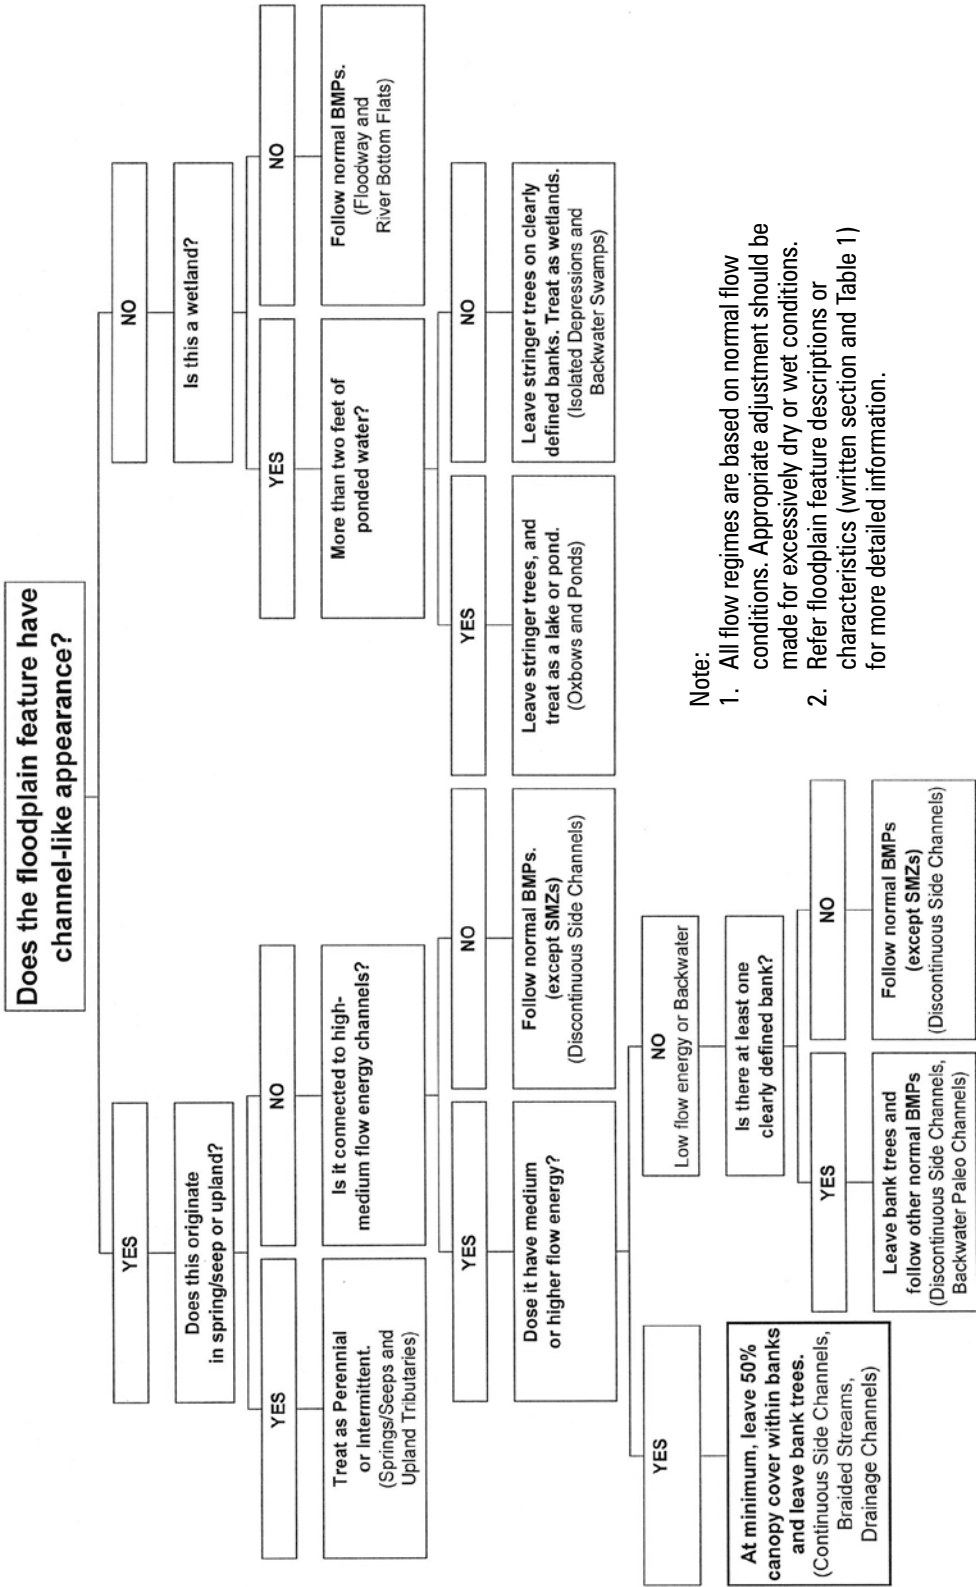 Does the floodplain feature have
channel-like appearance?
YES
NO
Does this originate
in spring/seep or upland?
Is this a wetland?
YES
NO
YES
NO
Treat as Perennial
or Intermittent.
(Springs/Seeps and
Upland Tributaries)
Is it connected to high-
medium flow energy channels?
More than two feet of
ponded water?
Follow normal BMPs.
(Floodway and
River Bottom Flats)
YES
NO
YES
NO
Dose it have medium
or higher flow energy?
Follow normal BMPs.
(except SMZs)
(Discontinuous Side Channels)
Leave stringer trees, and
treat as a lake or pond.
(Oxbows and Ponds)
Leave stringer trees on clearly
defined banks. Treat as wetlands.
(Isolated Depressions and
Backwater Swamps)
YES
NO
Low flow energy or Backwater
At minimum, leave 50%
canopy cover within banks
and leave bank trees.
(Continuous Side Channels,
Braided Streams,
Drainage Channels)
Is there at least one
clearly defined bank?
YES
NO
Leave bank trees and
follow other normal BMPs
(Discontinuous Side Channels,
Backwater Paleo Channels)
Follow normal BMPs
(except SMZs)
(Discontinuous Side Channels)
Note:
1. All flow regimes are based on normal flow
conditions. Appropriate adjustment should be
made for excessively dry or wet conditions.
2. Refer floodplain feature descriptions or
characteristics (written section and Table 1)
for more detailed information.